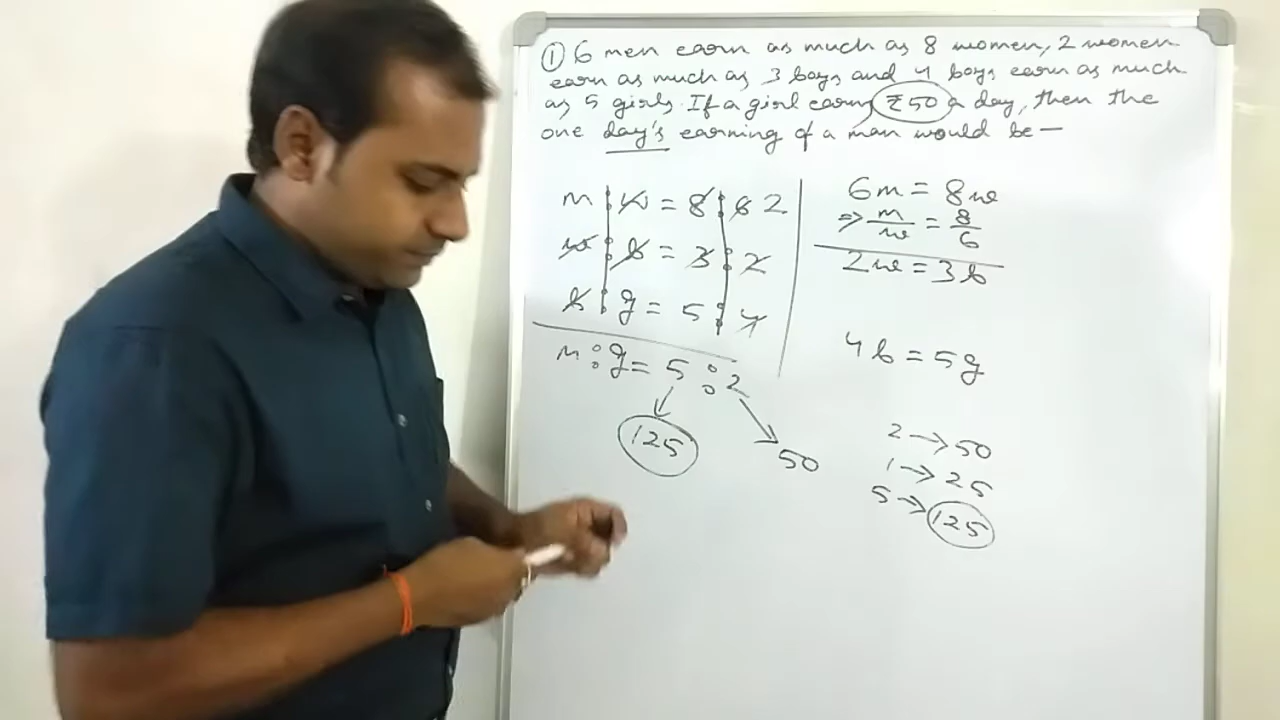 ① 6 men earn as much as 8 women, 2 women
earn as much as 3 boys and 4 boys earn as much
as 5 girls. If a girl earns ₹50 a day, then the
one day's earning of a man would be —
m : w = 8 : 6 2
w : b = 3 : 2
b : g = 5 : 4
m : g = 5 : 2
125
50
6m = 8w
⇒ m/w = 8/6
2w = 3b
4b = 5g
2 → 50
1 → 25
5 → 125